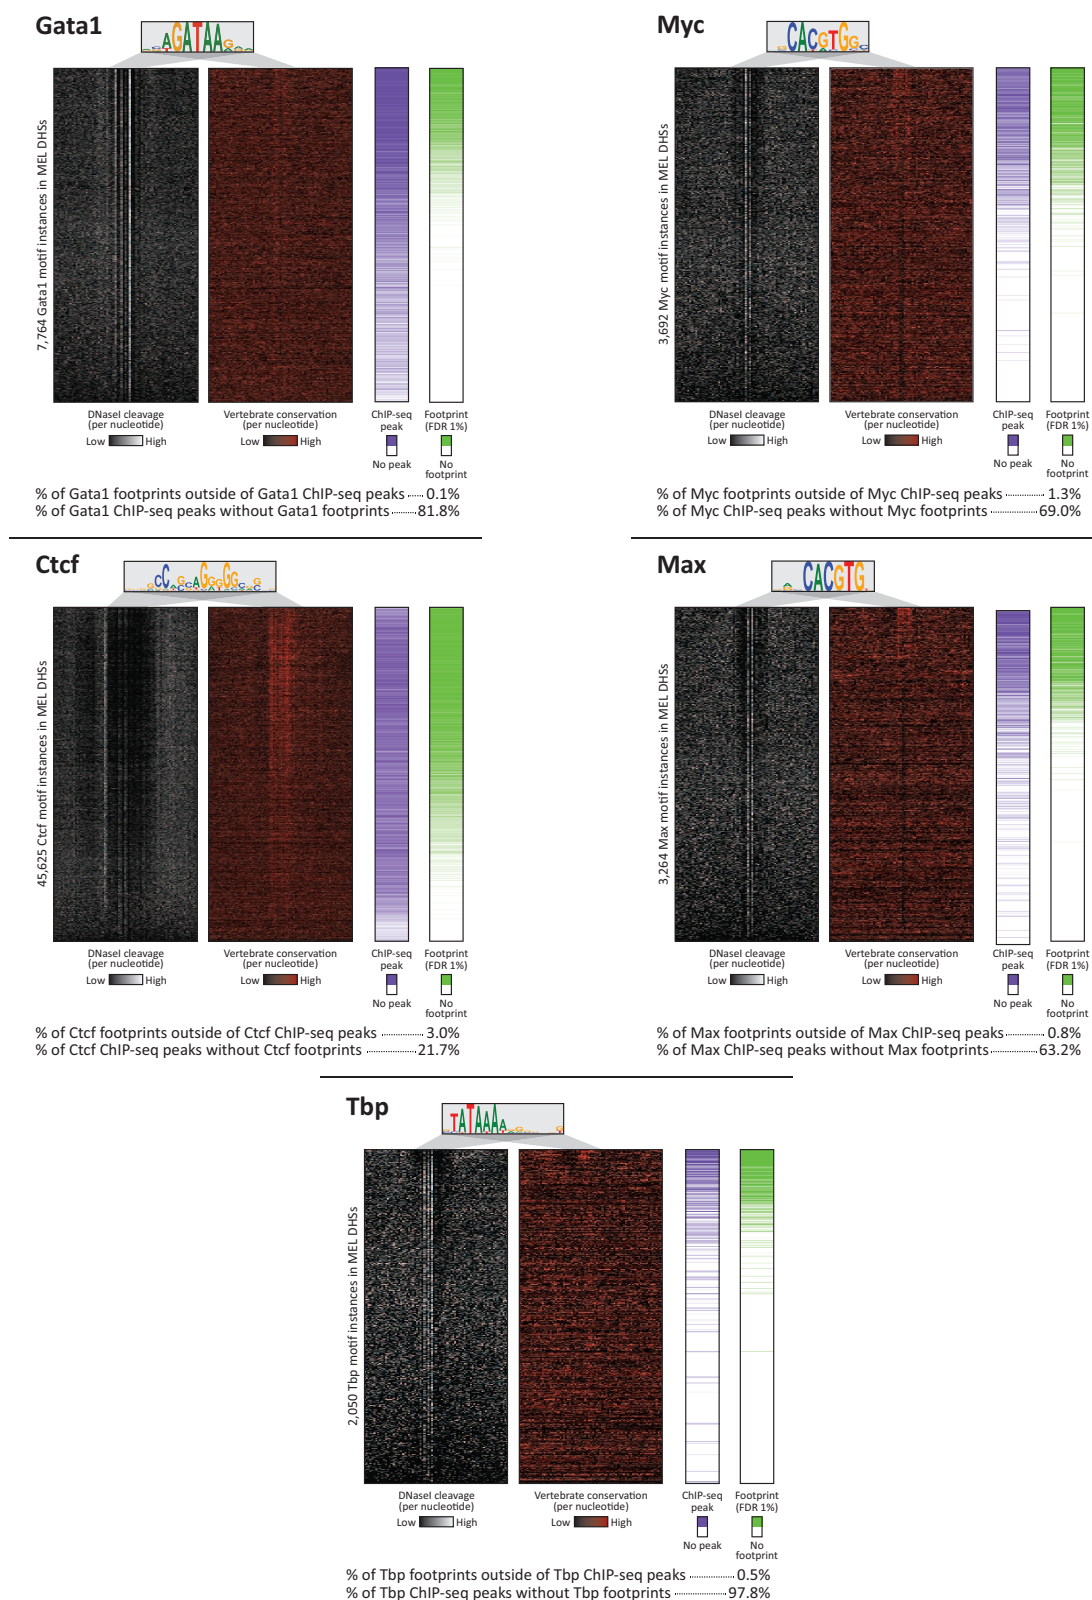 Gata1
AGATAAG
7,764 Gata1 motif instances in MEL DHSs
DNaseI cleavage
(per nucleotide)
Low High
Vertebrate conservation
(per nucleotide)
Low High
ChIP-seq
peak
No peak
Footprint
(FDR 1%)
No
footprint
% of Gata1 footprints outside of Gata1 ChIP-seq peaks 0.1%
% of Gata1 ChIP-seq peaks without Gata1 footprints 81.8%
Myc
CACGTGG
3,692 Myc motif instances in MEL DHSs
DNaseI cleavage
(per nucleotide)
Low High
Vertebrate conservation
(per nucleotide)
Low High
ChIP-seq
peak
No peak
Footprint
(FDR 1%)
No
footprint
% of Myc footprints outside of Myc ChIP-seq peaks 1.3%
% of Myc ChIP-seq peaks without Myc footprints 69.0%
Ctcf
45,625 Ctcf motif instances in MEL DHSs
DNaseI cleavage
(per nucleotide)
Low High
Vertebrate conservation
(per nucleotide)
Low High
ChIP-seq
peak
No peak
Footprint
(FDR 1%)
No
footprint
% of Ctcf footprints outside of Ctcf ChIP-seq peaks 3.0%
% of Ctcf ChIP-seq peaks without Ctcf footprints 21.7%
Max
CACGTG
3,264 Max motif instances in MEL DHSs
DNaseI cleavage
(per nucleotide)
Low High
Vertebrate conservation
(per nucleotide)
Low High
ChIP-seq
peak
No peak
Footprint
(FDR 1%)
No
footprint
% of Max footprints outside of Max ChIP-seq peaks 0.8%
% of Max ChIP-seq peaks without Max footprints 63.2%
Tbp
TATAAAA
2,050 Tbp motif instances in MEL DHSs
DNaseI cleavage
(per nucleotide)
Low High
Vertebrate conservation
(per nucleotide)
Low High
ChIP-seq
peak
No peak
Footprint
(FDR 1%)
No
footprint
% of Tbp footprints outside of Tbp ChIP-seq peaks 0.5%
% of Tbp ChIP-seq peaks without Tbp footprints 97.8%